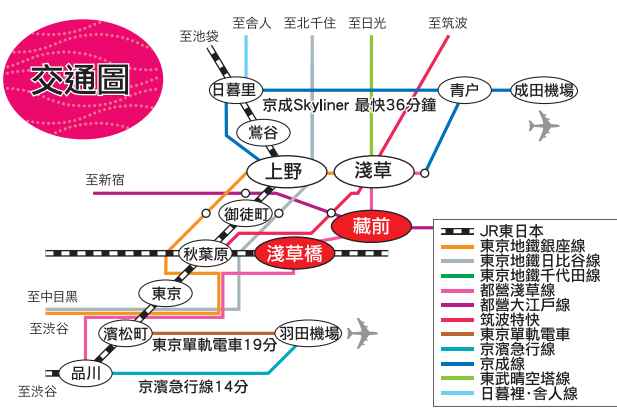 交通圖
至池袋
至舎人
至北千住
至日光
至筑波
日暮里
青户
成田機場
京成Skyliner 最快36分鐘
鴬谷
上野
淺草
至新宿
御徒町
藏前
秋葉原
淺草橋
東京
至中目黑
至渋谷
濱松町
羽田機場
東京單軌電車19分
品川
京濱急行線14分
至渋谷
JR東日本
東京地鐵銀座線
東京地鐵日比谷線
東京地鐵千代田線
都營淺草線
都營大江戸線
筑波特快
東京單軌電車
京濱急行線
京成線
東武晴空塔線
日暮裡·舎人線